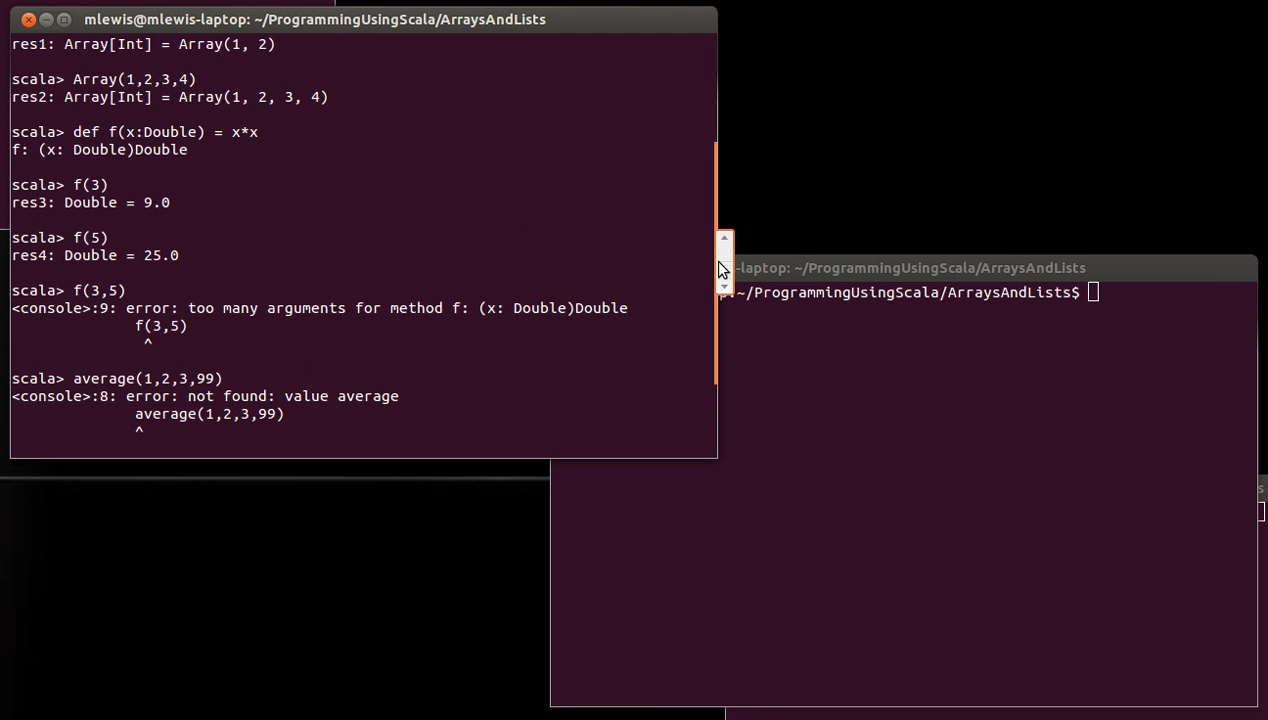 mlewis@mlewis-laptop: ~/ProgrammingUsingScala/ArraysAndLists
res1: Array[Int] = Array(1, 2)
scala> Array(1,2,3,4)
res2: Array[Int] = Array(1, 2, 3, 4)
scala> def f(x:Double) = x*x
f: (x: Double)Double
scala> f(3)
res3: Double = 9.0
scala> f(5)
res4: Double = 25.0
scala> f(3,5)
<console>:9: error: too many arguments for method f: (x: Double)Double
f(3,5)
^
scala> average(1,2,3,99)
<console>:8: error: not found: value average
average(1,2,3,99)
^
-laptop: ~/ProgrammingUsingScala/ArraysAndLists
p:~/ProgrammingUsingScala/ArraysAndLists$
s